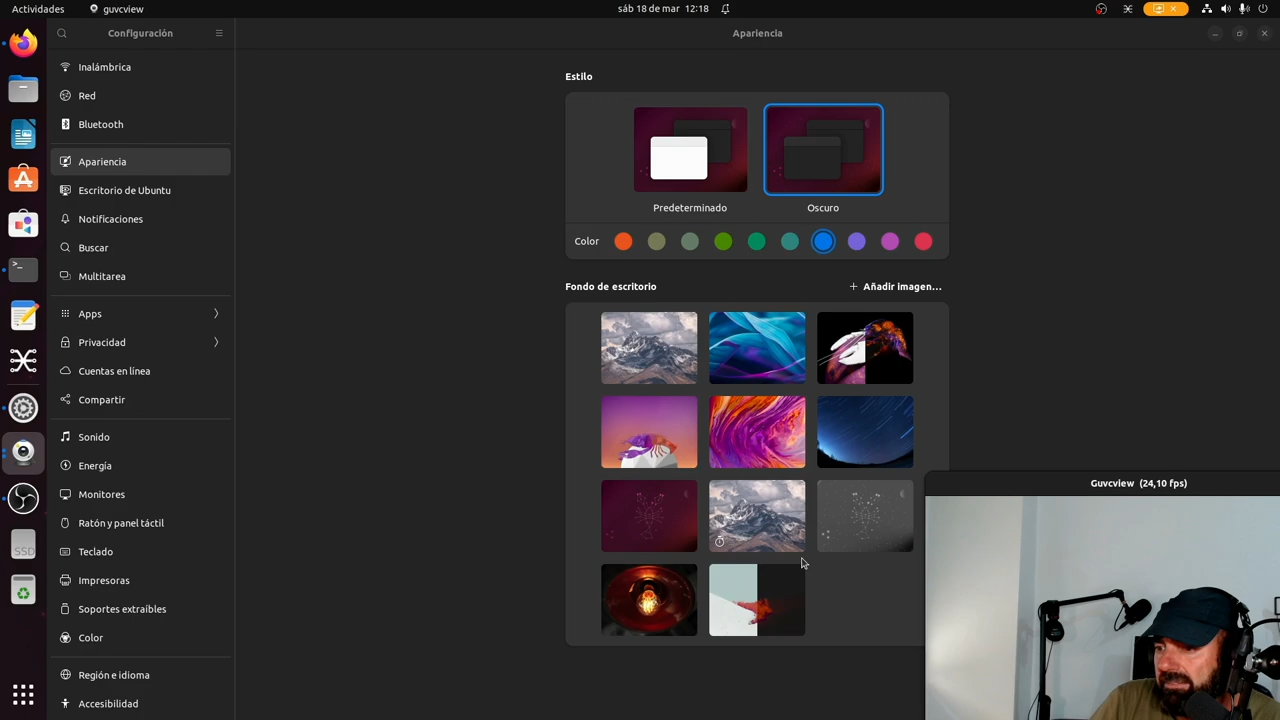 Actividades
guvcview
sáb 18 de mar 12:18
Configuración
Apariencia
Inalámbrica
Red
Bluetooth
Apariencia
Escritorio de Ubuntu
Notificaciones
Buscar
Multitarea
Apps
Privacidad
Cuentas en línea
Compartir
Sonido
Energía
Monitores
Ratón y panel táctil
Teclado
Impresoras
Soportes extraíbles
Color
Región e idioma
Accesibilidad
Estilo
Predeterminado
Oscuro
Color
Fondo de escritorio
+ Añadir imagen...
SSD
Guvcview (24,10 fps)